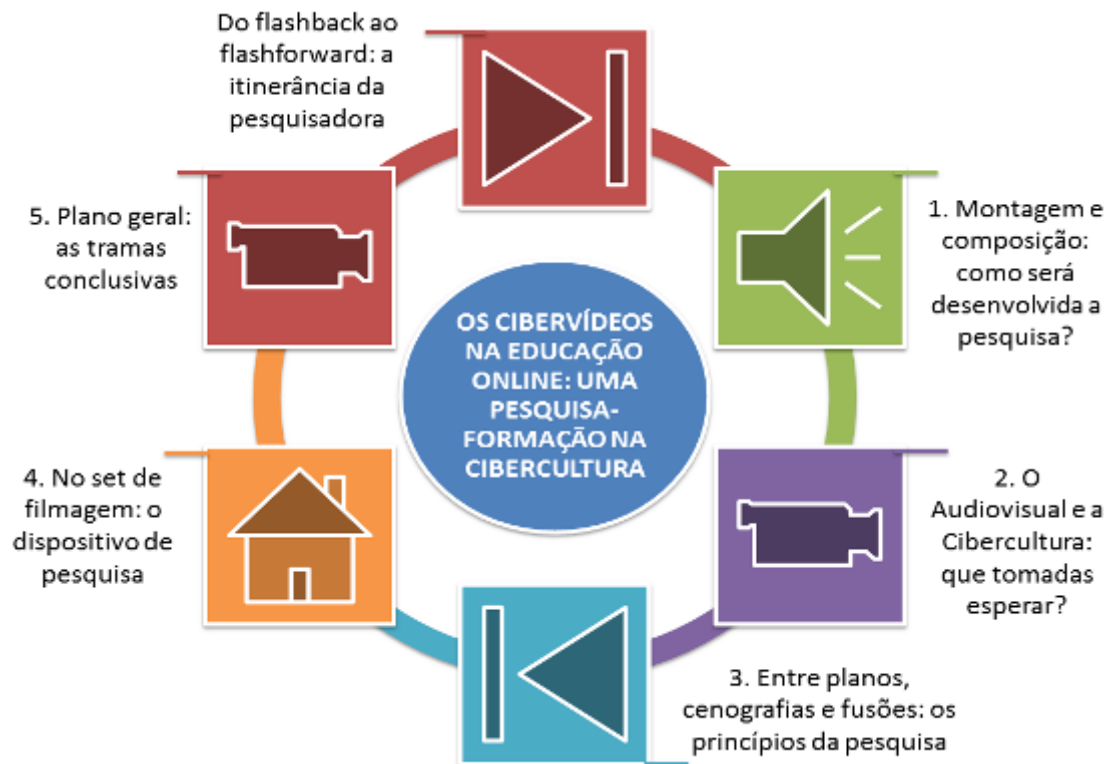 Do flashback ao
flashforward: a
itinerância da
pesquisadora
1. Montagem e
composição:
como será
desenvolvida a
pesquisa?
2. O
Audiovisual e a
Cibercultura:
que tomadas
esperar?
3. Entre planos,
cenografias e fusões: os
princípios da pesquisa
4. No set de
filmagem: o
dispositivo de
pesquisa
5. Plano geral:
as tramas
conclusivas
OS CIBERVÍDEOS
NA EDUCAÇÃO
ONLINE: UMA
PESQUISA-
FORMAÇÃO NA
CIBERCULTURA